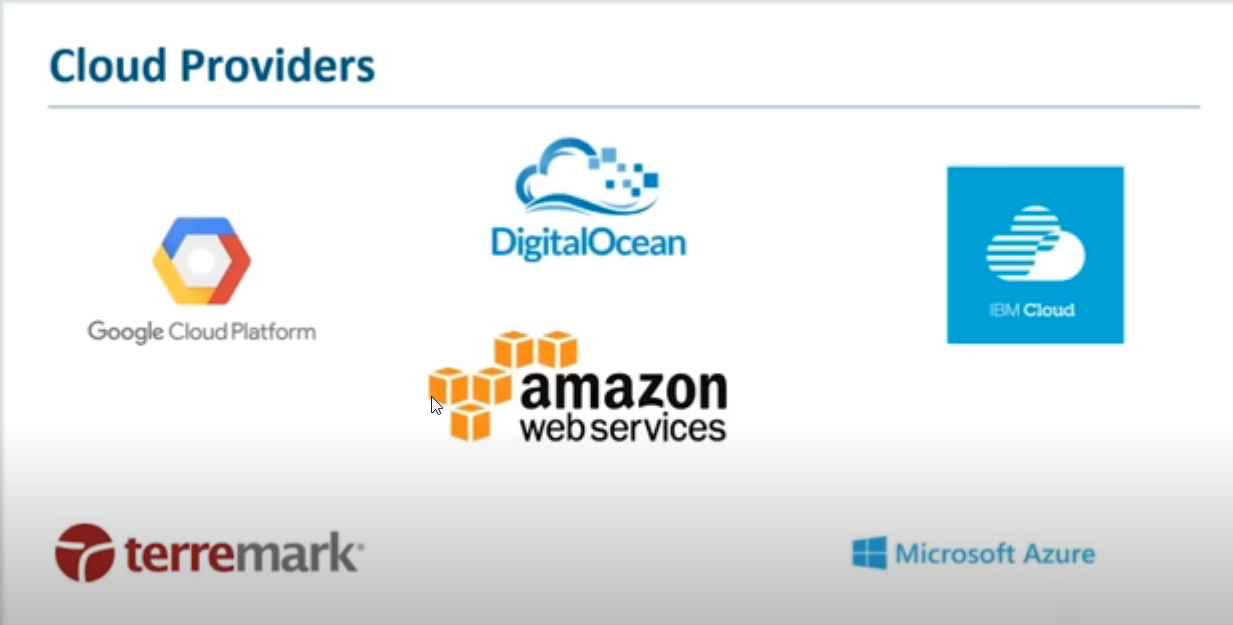 Cloud Providers
DigitalOcean
Google Cloud Platform
IBM Cloud
amazon
web services
terremark
Microsoft Azure